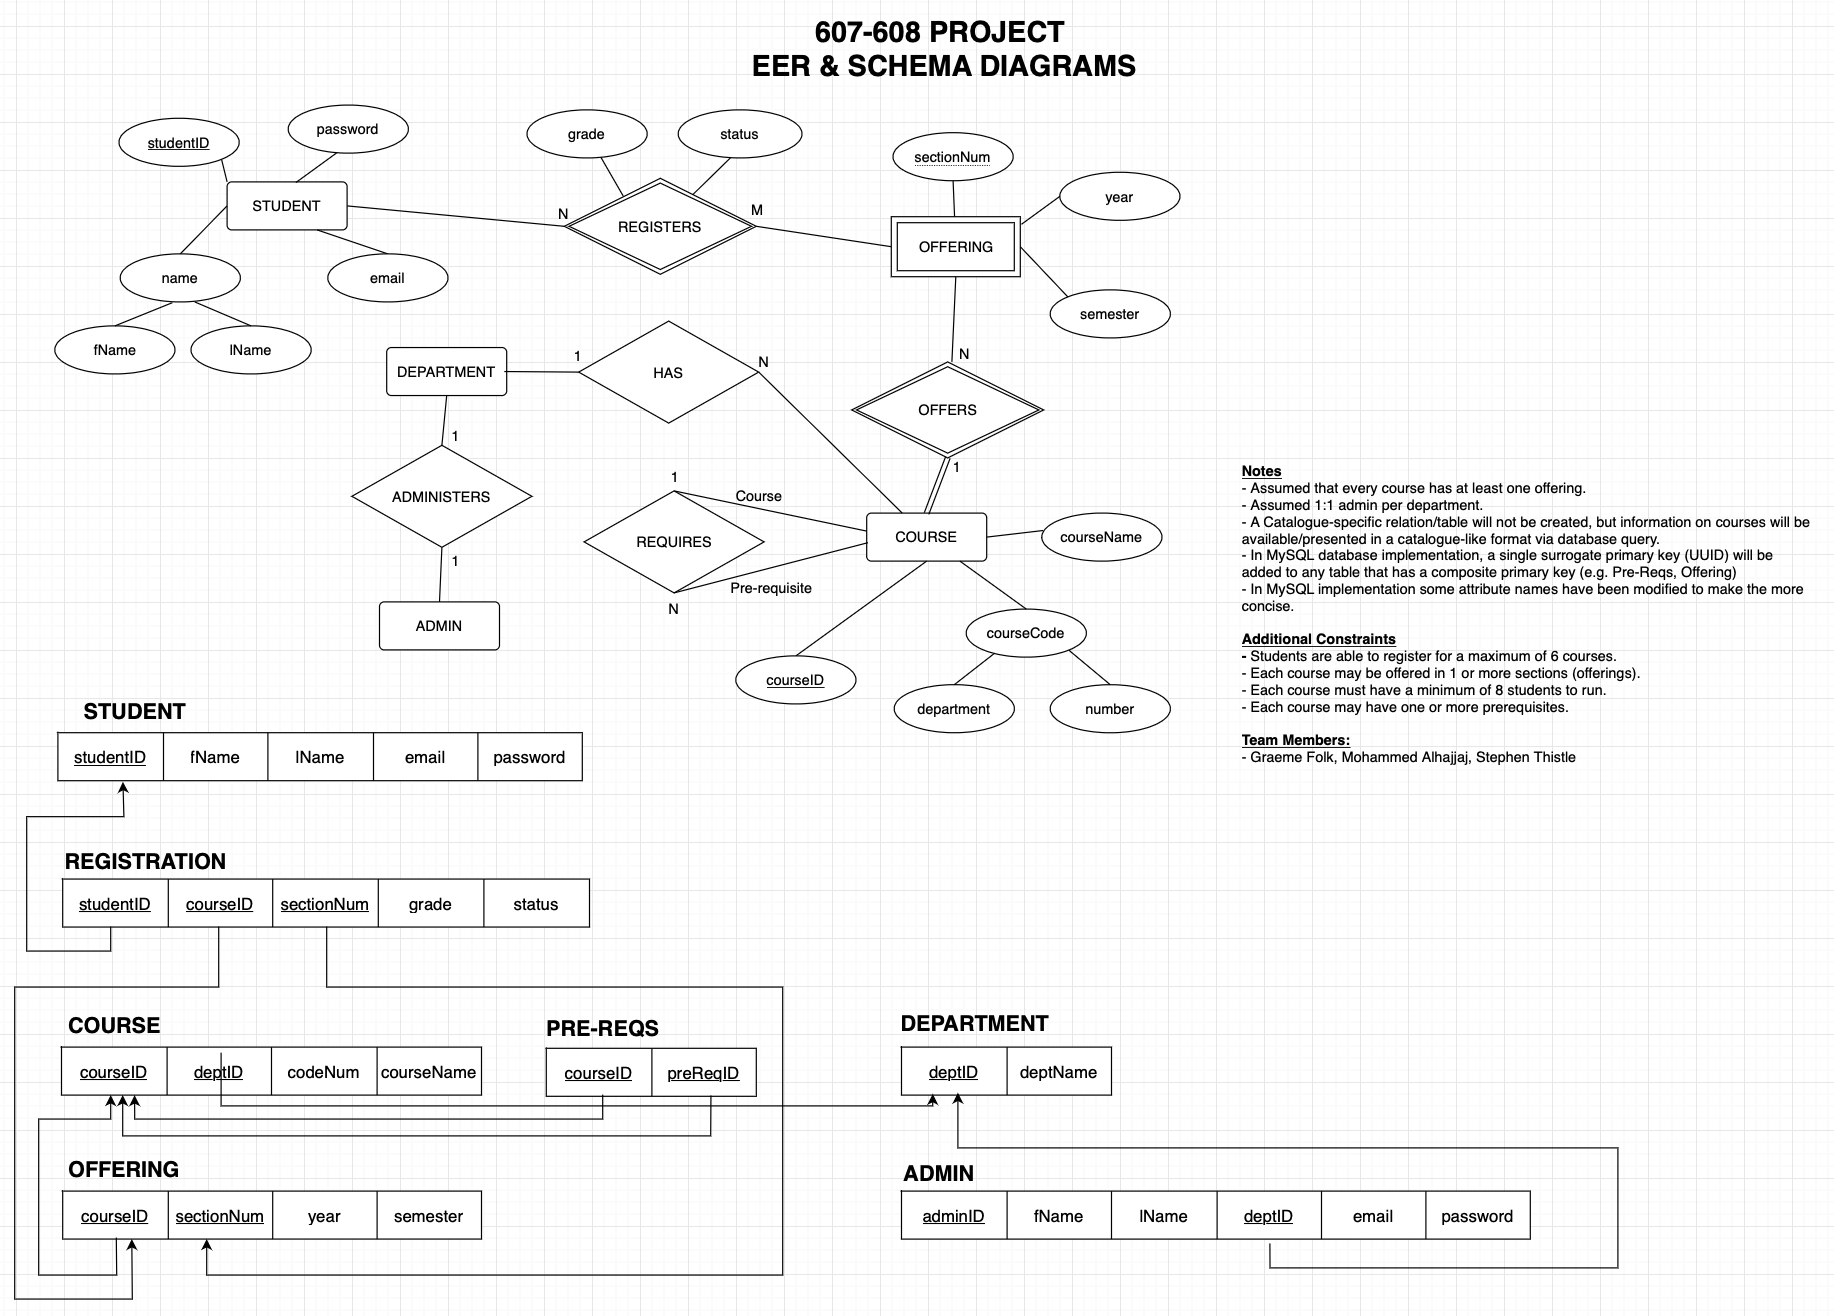 607-608 PROJECT
EER & SCHEMA DIAGRAMS
studentID
password
grade
status
sectionNum
year
STUDENT
N
REGISTERS
M
OFFERING
name
email
semester
fName
lName
DEPARTMENT
1
HAS
N
N
OFFERS
1
ADMINISTERS
1
Course
1
REQUIRES
COURSE
courseName
1
Pre-requisite
N
ADMIN
courseCode
courseID
department
number
Notes
- Assumed that every course has at least one offering.
- Assumed 1:1 admin per department.
- A Catalogue-specific relation/table will not be created, but information on courses will be
available/presented in a catalogue-like format via database query.
- In MySQL database implementation, a single surrogate primary key (UUID) will be
added to any table that has a composite primary key (e.g. Pre-Reqs, Offering)
- In MySQL implementation some attribute names have been modified to make the more
concise.
Additional Constraints
- Students are able to register for a maximum of 6 courses.
- Each course may be offered in 1 or more sections (offerings).
- Each course must have a minimum of 8 students to run.
- Each course may have one or more prerequisites.
Team Members:
- Graeme Folk, Mohammed Alhajjaj, Stephen Thistle
STUDENT
studentID fName lName email password
REGISTRATION
studentID courseID sectionNum grade status
COURSE
courseID deptID codeNum courseName
PRE-REQS
courseID preReqID
DEPARTMENT
deptID deptName
OFFERING
courseID sectionNum year semester
ADMIN
adminID fName lName deptID email password